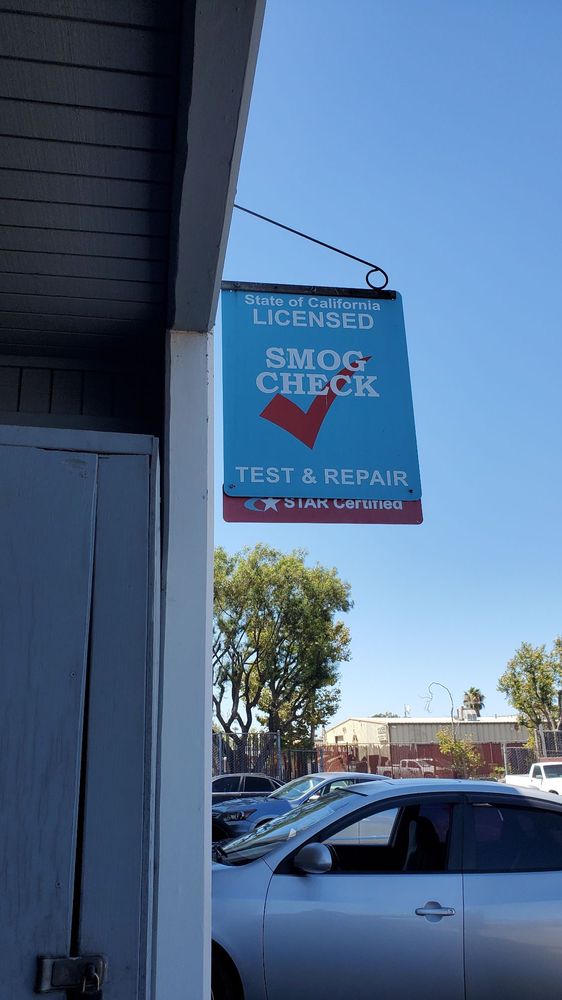 State of California
LICENSED
SMOG
CHECK
TEST & REPAIR
STAR Certified